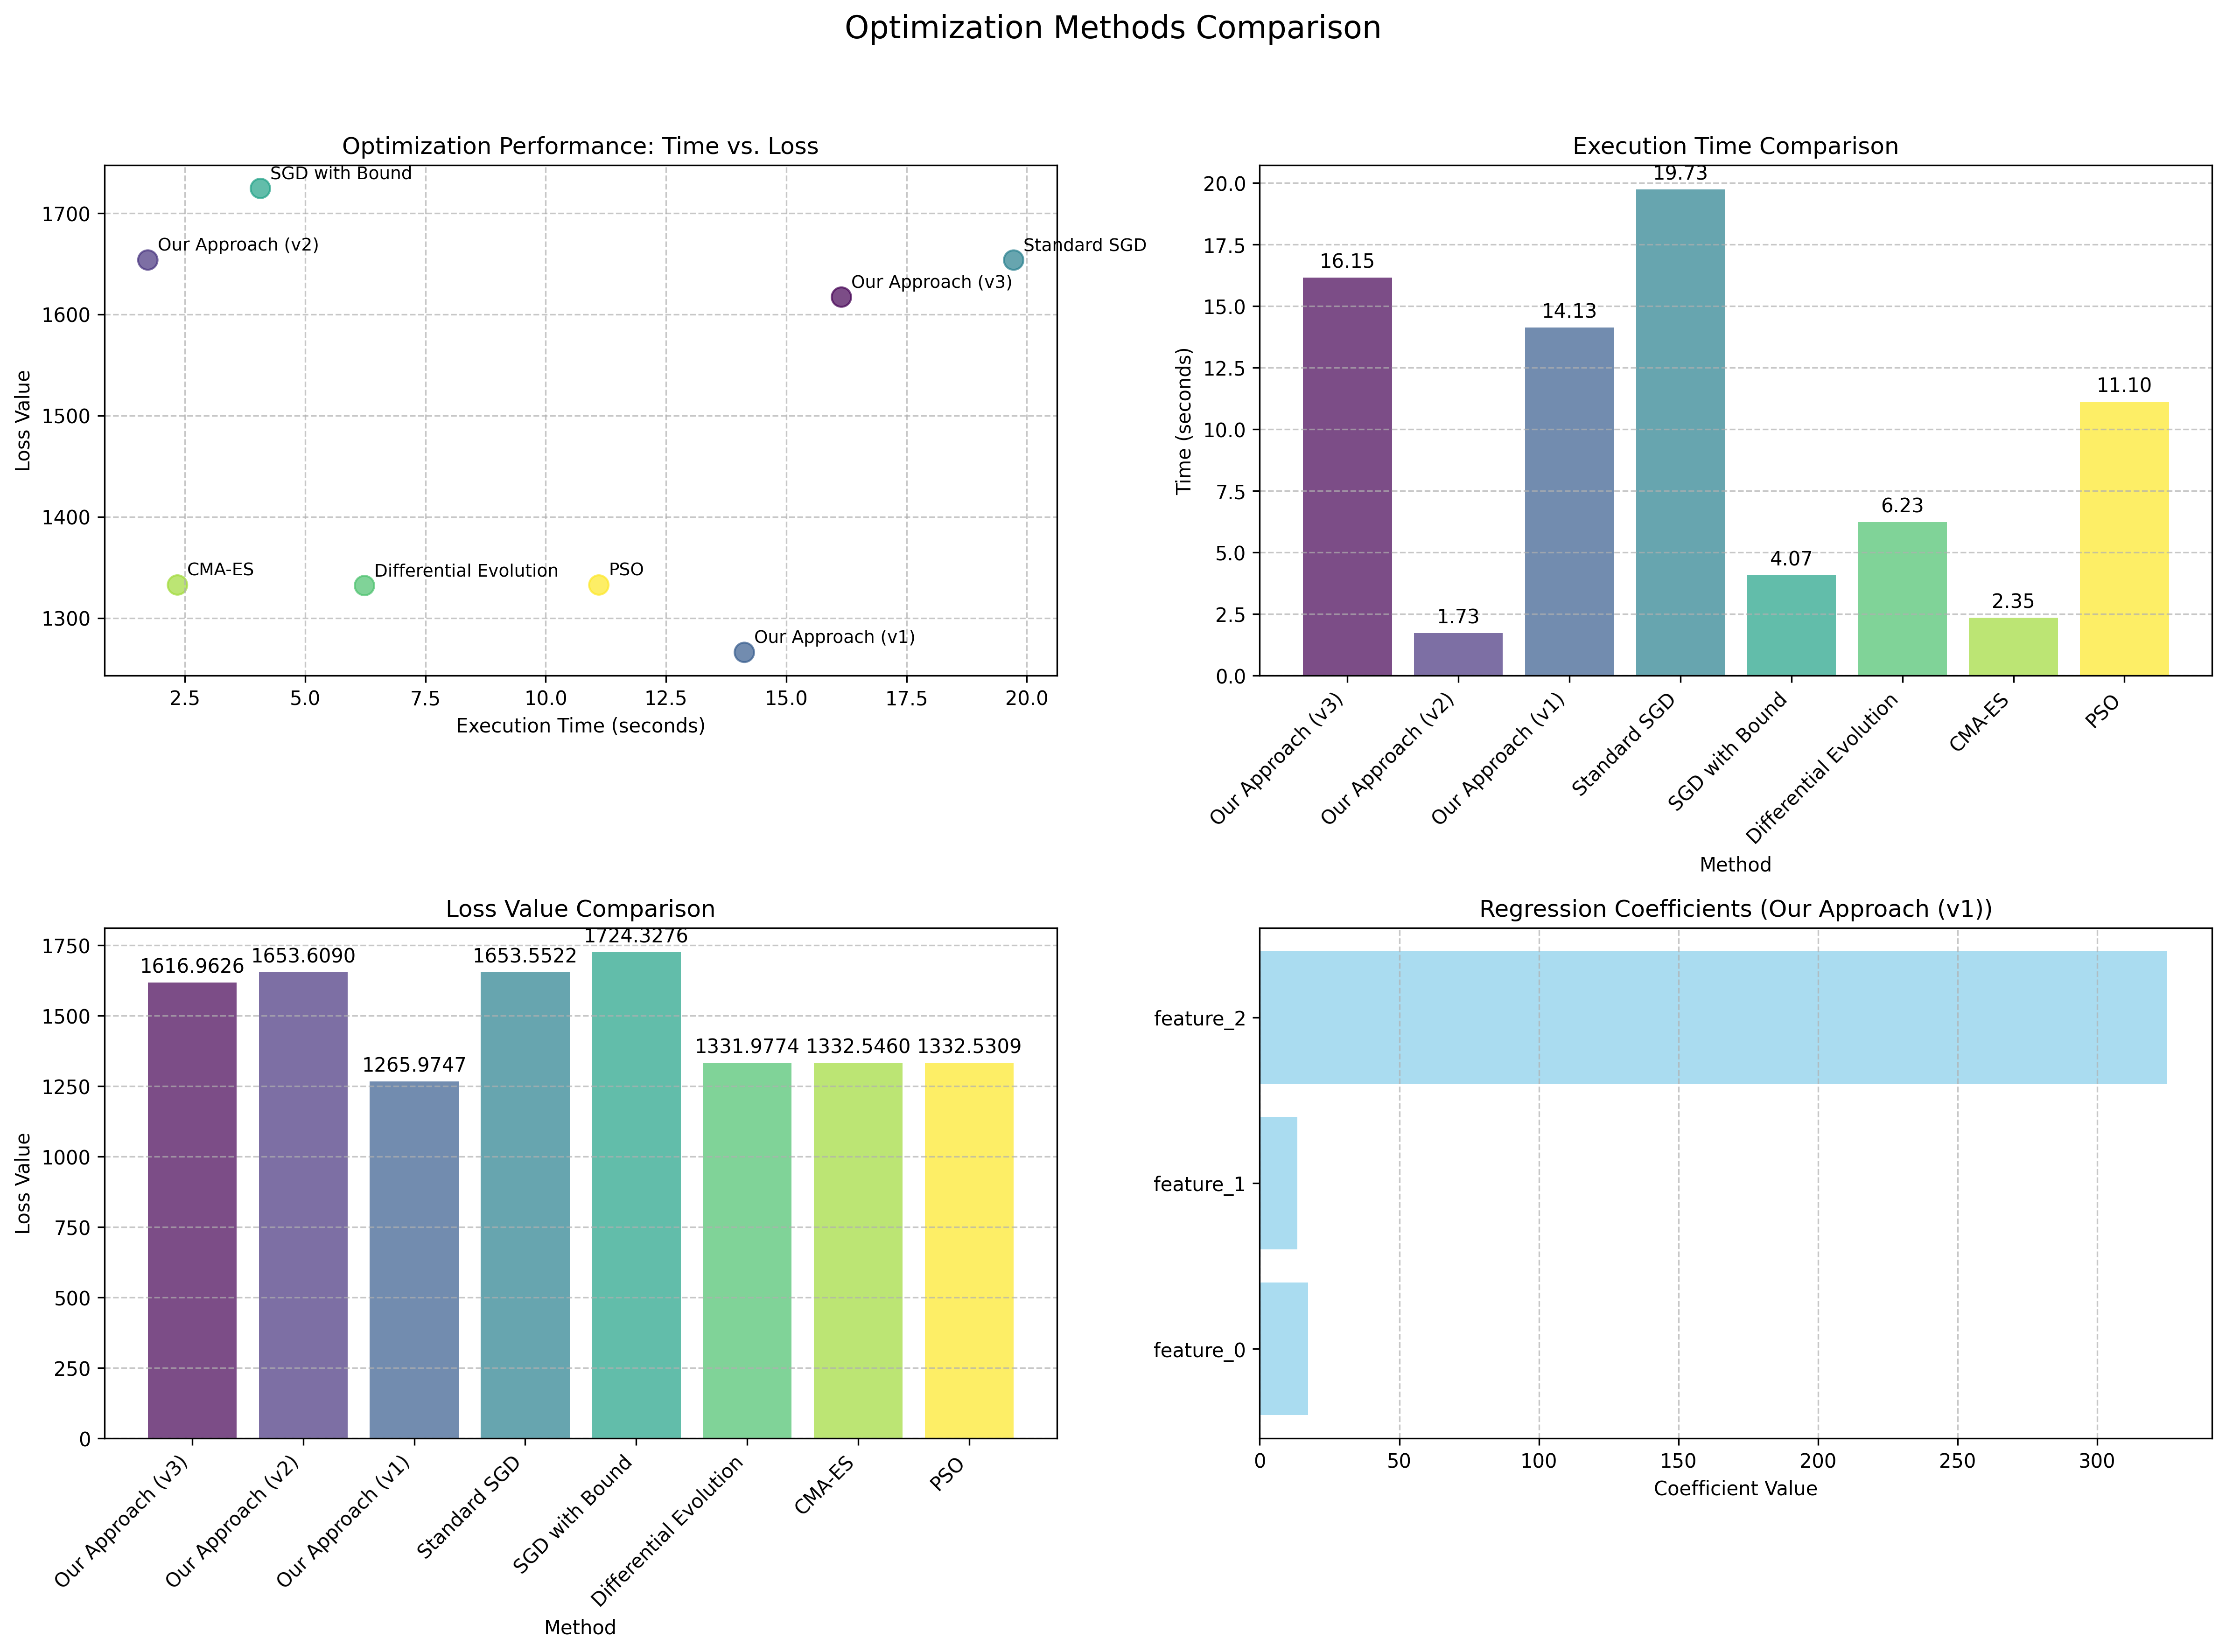 Optimization Methods Comparison
Optimization Performance: Time vs. Loss
SGD with Bound
Our Approach (v2)
Standard SGD
Our Approach (v3)
CMA-ES
Differential Evolution
PSO
Our Approach (v1)
1700
1600
1500
1400
1300
Loss Value
2.5 5.0 7.5 10.0 12.5 15.0 17.5 20.0
Execution Time (seconds)
Execution Time Comparison
20.0
17.5
15.0
12.5
10.0
7.5
5.0
2.5
0.0
Time (seconds)
16.15
1.73
14.13
19.73
4.07
6.23
2.35
11.10
Our Approach (v3)
Our Approach (v2)
Our Approach (v1)
Standard SGD
SGD with Bound
Differential Evolution
CMA-ES
PSO
Method
Loss Value Comparison
1750
1500
1250
1000
750
500
250
0
Loss Value
1616.9626
1653.6090
1265.9747
1653.5522
1724.3276
1331.9774
1332.5460
1332.5309
Our Approach (v3)
Our Approach (v2)
Our Approach (v1)
Standard SGD
SGD with Bound
Differential Evolution
CMA-ES
PSO
Method
Regression Coefficients (Our Approach (v1))
feature_2
feature_1
feature_0
0 50 100 150 200 250 300
Coefficient Value